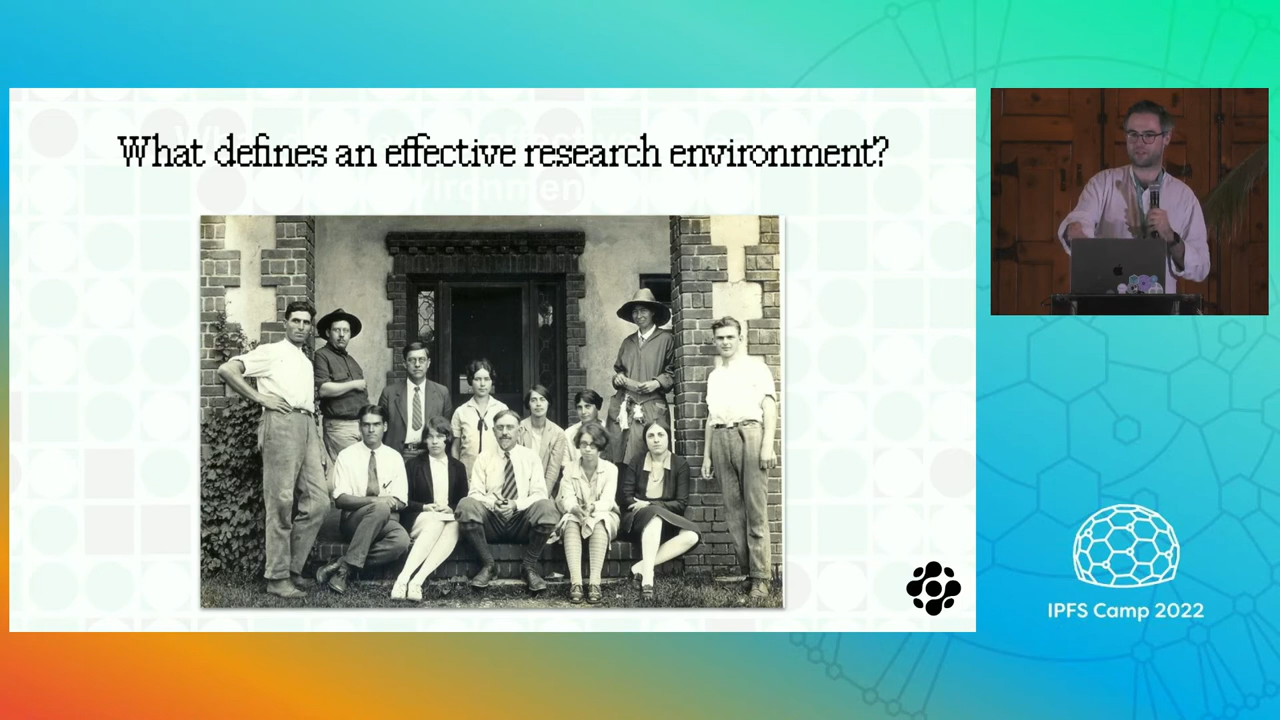 What defines an effective research environment?
IPFS Camp 2022